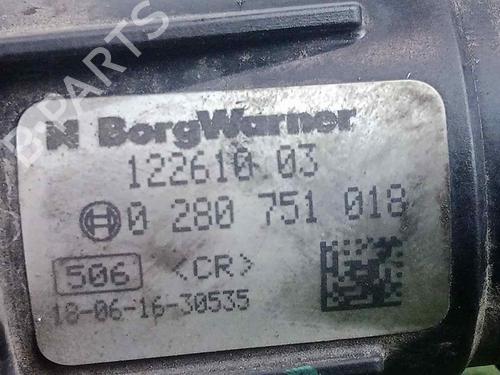 B-PARTS
BorgWarner
122610 03
0 280 751 018
506 <CR>
18-06-16-30535